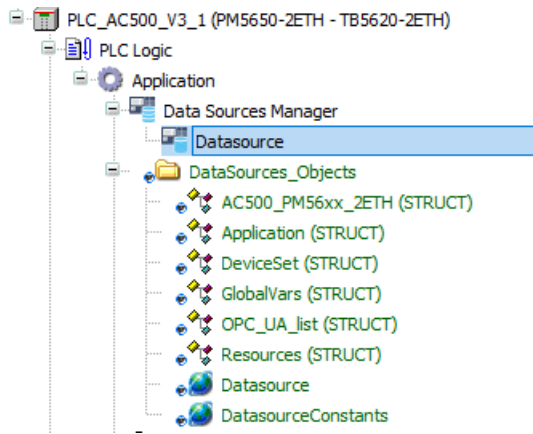 PLC_AC500_V3_1 (PM5650-2ETH - TB5620-2ETH)
PLC Logic
Application
Data Sources Manager
Datasource
DataSources_Objects
AC500_PM56xx_2ETH (STRUCT)
Application (STRUCT)
DeviceSet (STRUCT)
GlobalVars (STRUCT)
OPC_UA_list (STRUCT)
Resources (STRUCT)
Datasource
DatasourceConstants